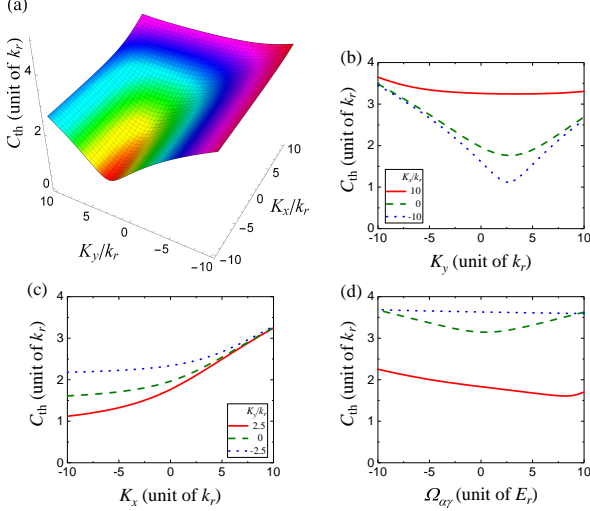 (a)
C_th (unit of k_r)
4
2
0
10
5
0
−5
−10
K_y/k_r
10
5
0
−5
−10
K_x/k_r
(b)
C_th (unit of k_r)
4
3
2
1
0
K_x/k_r
10
0
-10
-10 -5 0 5 10
K_y (unit of k_r)
(c)
C_th (unit of k_r)
4
3
2
1
0
K_y/k_r
2.5
0
-2.5
-10 -5 0 5 10
K_x (unit of k_r)
(d)
C_th (unit of k_r)
4
3
2
1
0
-10 -5 0 5 10
Ω_αγ (unit of E_r)